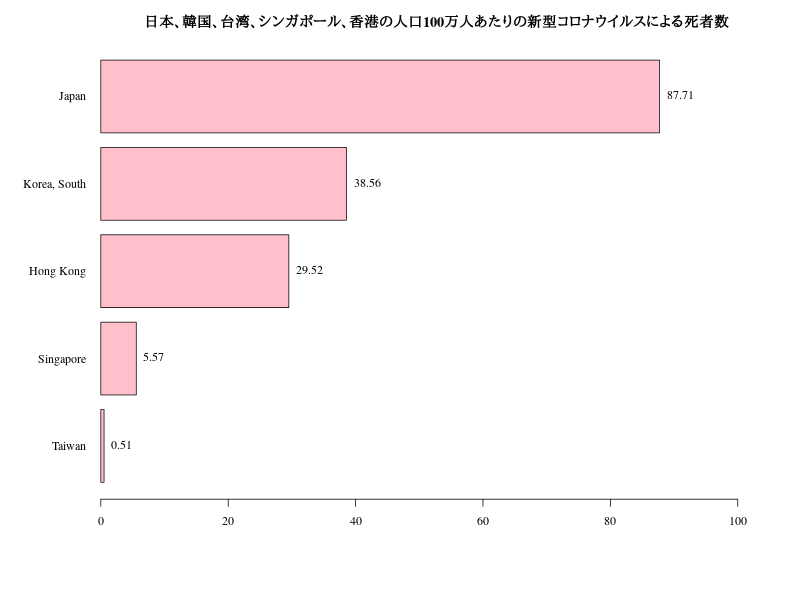 日本、韓国、台湾、シンガポール、香港の人口100万人あたりの新型コロナウイルスによる死者数
Japan 87.71
Korea, South 38.56
Hong Kong 29.52
Singapore 5.57
Taiwan 0.51
0 20 40 60 80 100